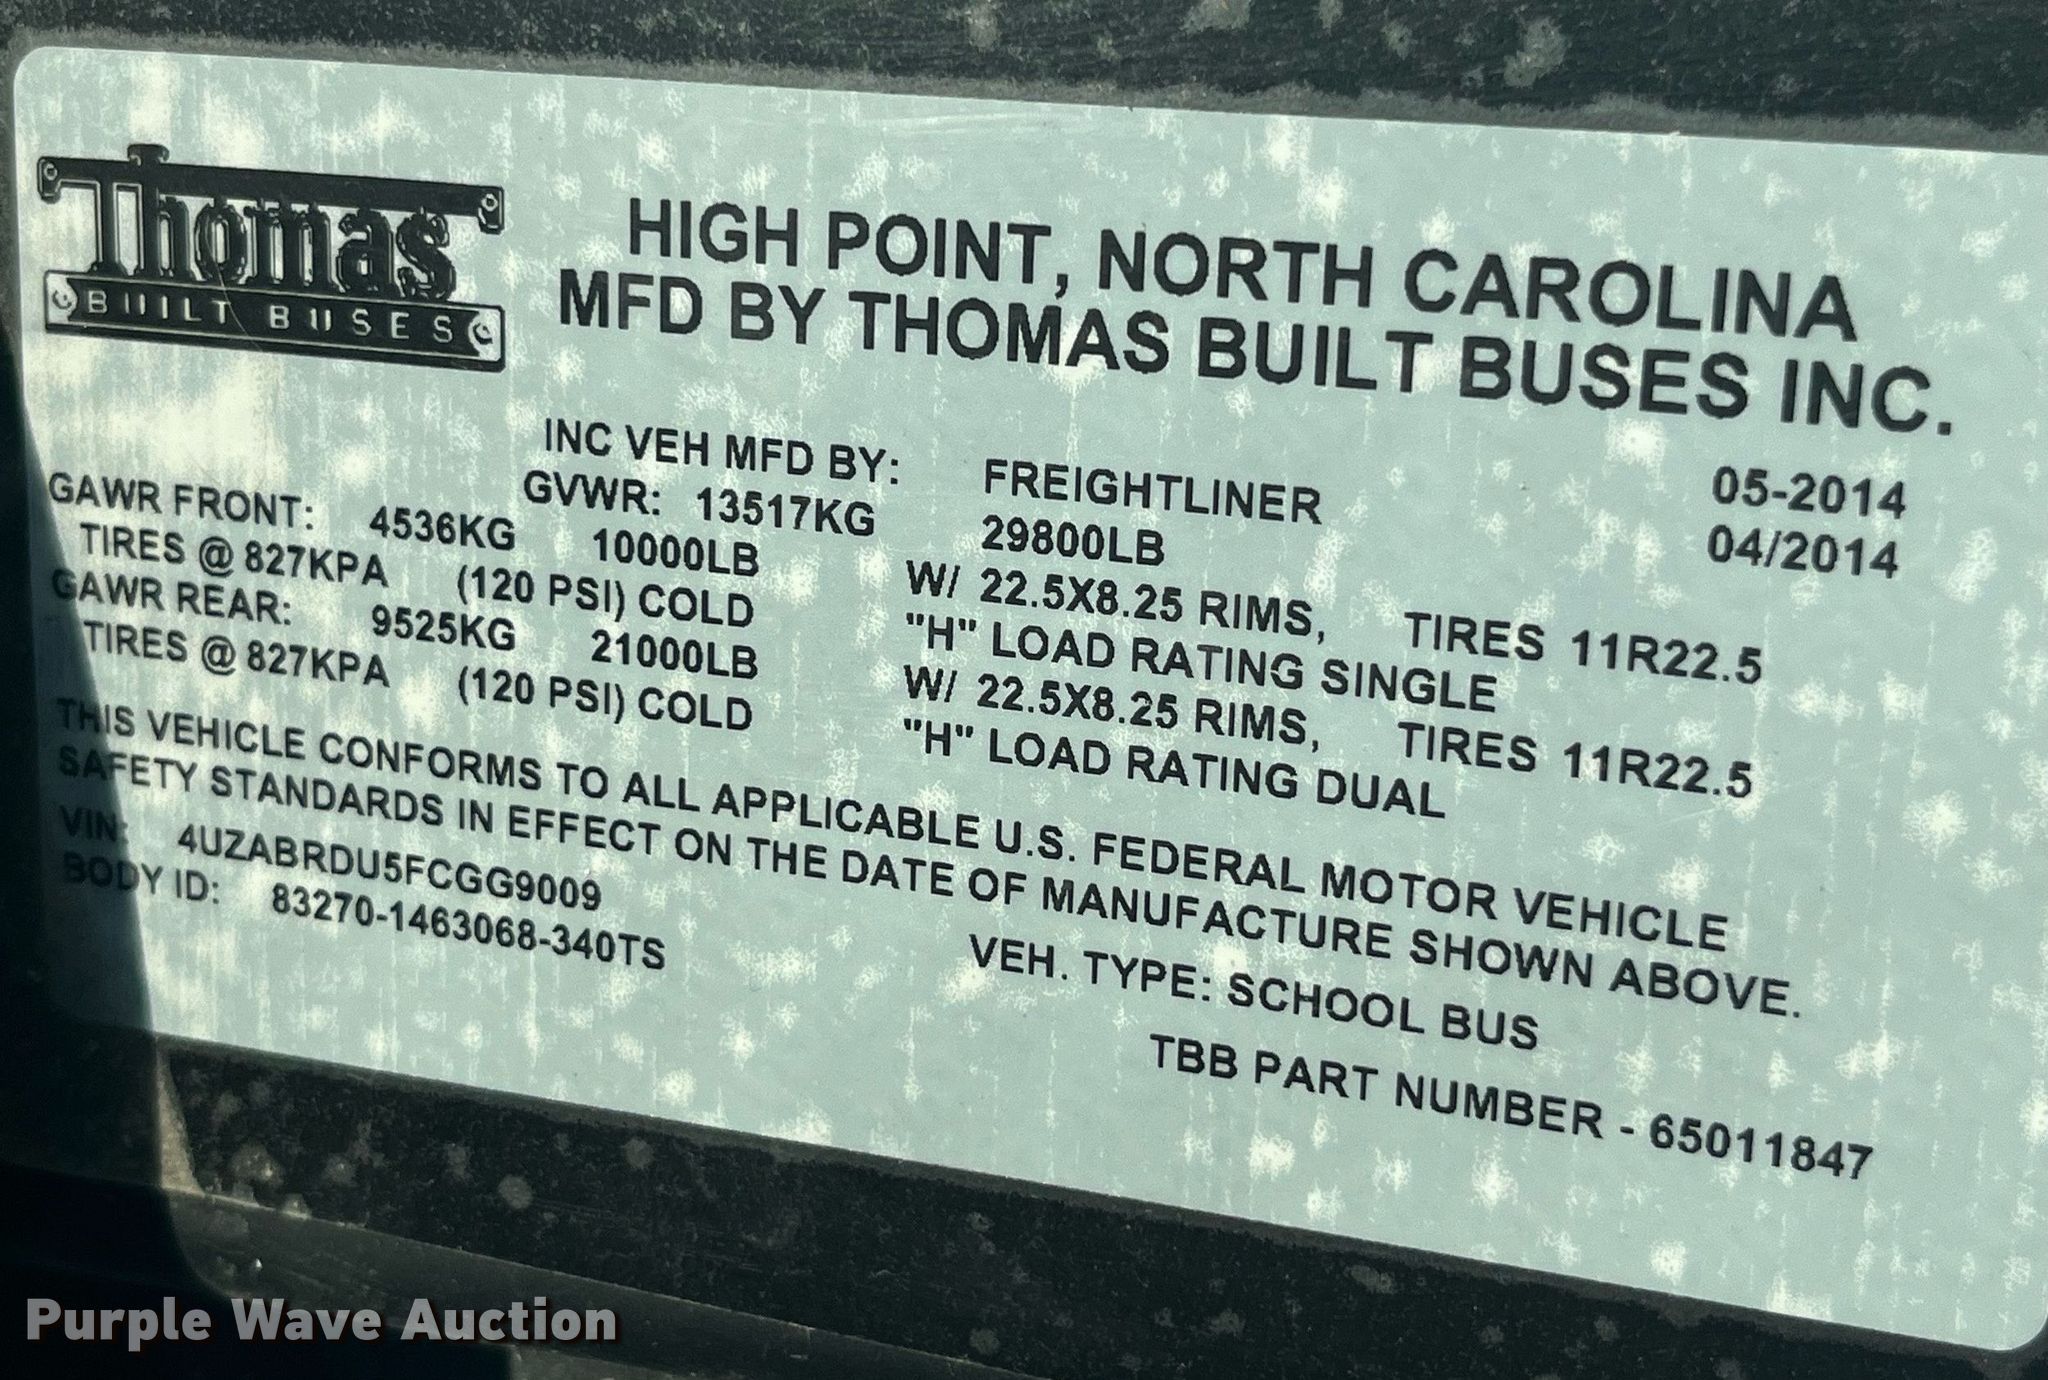 Thomas
BUILT BUSES
HIGH POINT, NORTH CAROLINA
MFD BY THOMAS BUILT BUSES INC.
INC VEH MFD BY: FREIGHTLINER 05-2014
GVWR: 13517KG 29800LB 04/2014
GAWR FRONT: 4536KG 10000LB W/ 22.5X8.25 RIMS, TIRES 11R22.5
TIRES @ 827KPA (120 PSI) COLD "H" LOAD RATING SINGLE
GAWR REAR: 9525KG 21000LB W/ 22.5X8.25 RIMS, TIRES 11R22.5
TIRES @ 827KPA (120 PSI) COLD "H" LOAD RATING DUAL
THIS VEHICLE CONFORMS TO ALL APPLICABLE U.S. FEDERAL MOTOR VEHICLE
SAFETY STANDARDS IN EFFECT ON THE DATE OF MANUFACTURE SHOWN ABOVE.
VIN: 4UZABRDU5FCGG9009
BODY ID: 83270-1463068-340TS
VEH. TYPE: SCHOOL BUS
TBB PART NUMBER - 65011847
Purple Wave Auction